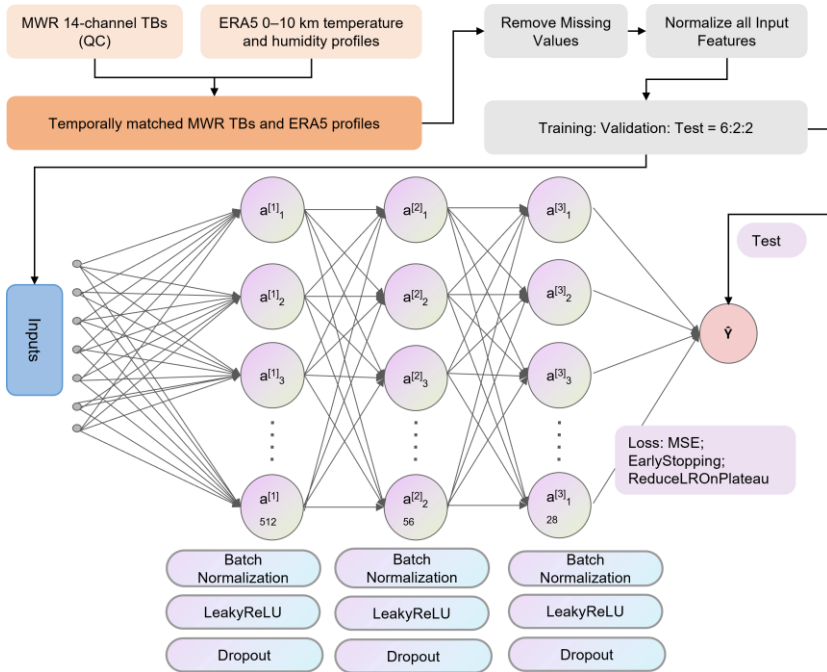 MWR 14-channel TBs
(QC)
ERA5 0–10 km temperature
and humidity profiles
Remove Missing
Values
Normalize all Input
Features
Temporally matched MWR TBs and ERA5 profiles
Training: Validation: Test = 6:2:2
Test
Inputs
a[1]1
a[2]1
a[3]1
a[1]2
a[2]2
a[3]2
a[1]3
a[2]3
a[3]3
a[1]
512
a[2]2
56
a[3]1
28
Ŷ
Loss: MSE;
EarlyStopping;
ReduceLROnPlateau
Batch
Normalization
Batch
Normalization
Batch
Normalization
LeakyReLU
LeakyReLU
LeakyReLU
Dropout
Dropout
Dropout